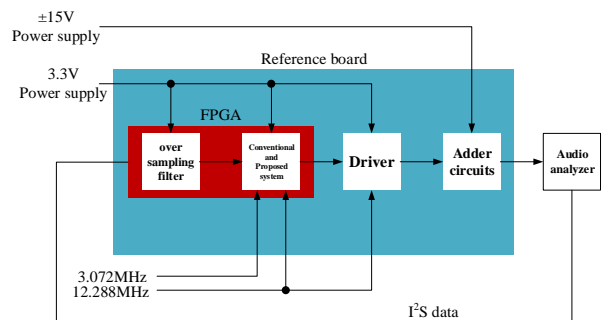 ±15V
Power supply
Reference board
3.3V
Power supply
FPGA
over
sampling
filter
Conventional
and
Proposed
system
Driver
Adder
circuits
Audio
analyzer
3.072MHz
12.288MHz
I²S data